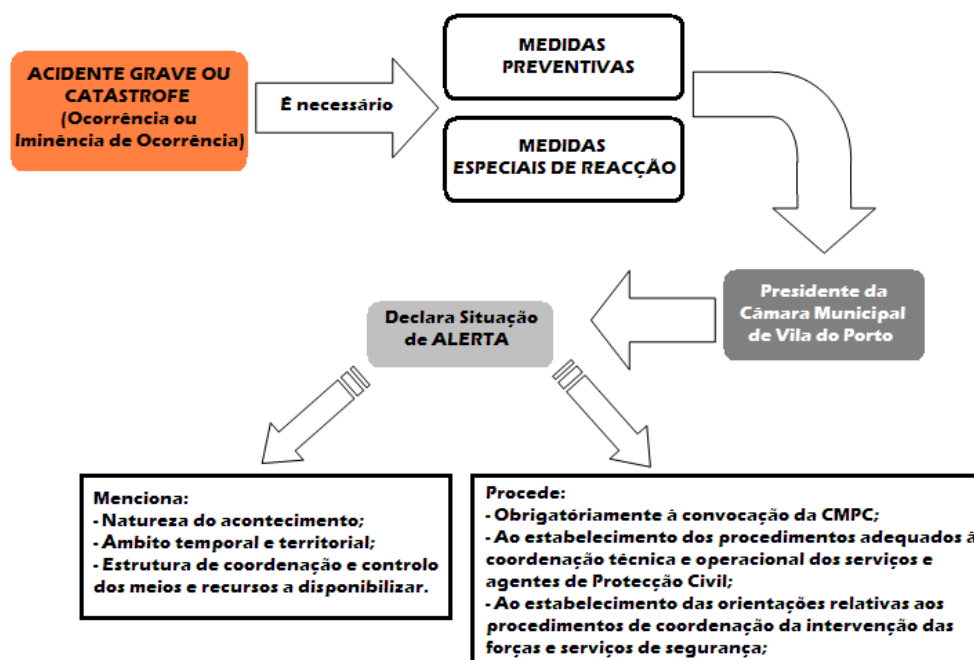 ACIDENTE GRAVE OU
CATÁSTROFE
(Ocorrência ou
Iminência de Ocorrência)
É necessário
MEDIDAS
PREVENTIVAS
MEDIDAS
ESPECIAIS DE REACÇÃO
Presidente da
Câmara Municipal
de Vila do Porto
Declara Situação
de ALERTA
Menciona:
- Natureza do acontecimento;
- Ambito temporal e territorial;
- Estrutura de coordenação e controlo
dos meios e recursos a disponibilizar.
Procede:
- Obrigatóriamente à convocação da CMPC;
- Ao estabelecimento dos procedimentos adequados à
coordenação técnica e operacional dos serviços e
agentes de Protecção Civil;
- Ao estabelecimento das orientações relativas aos
procedimentos de coordenação da intervenção das
forças e serviços de segurança;